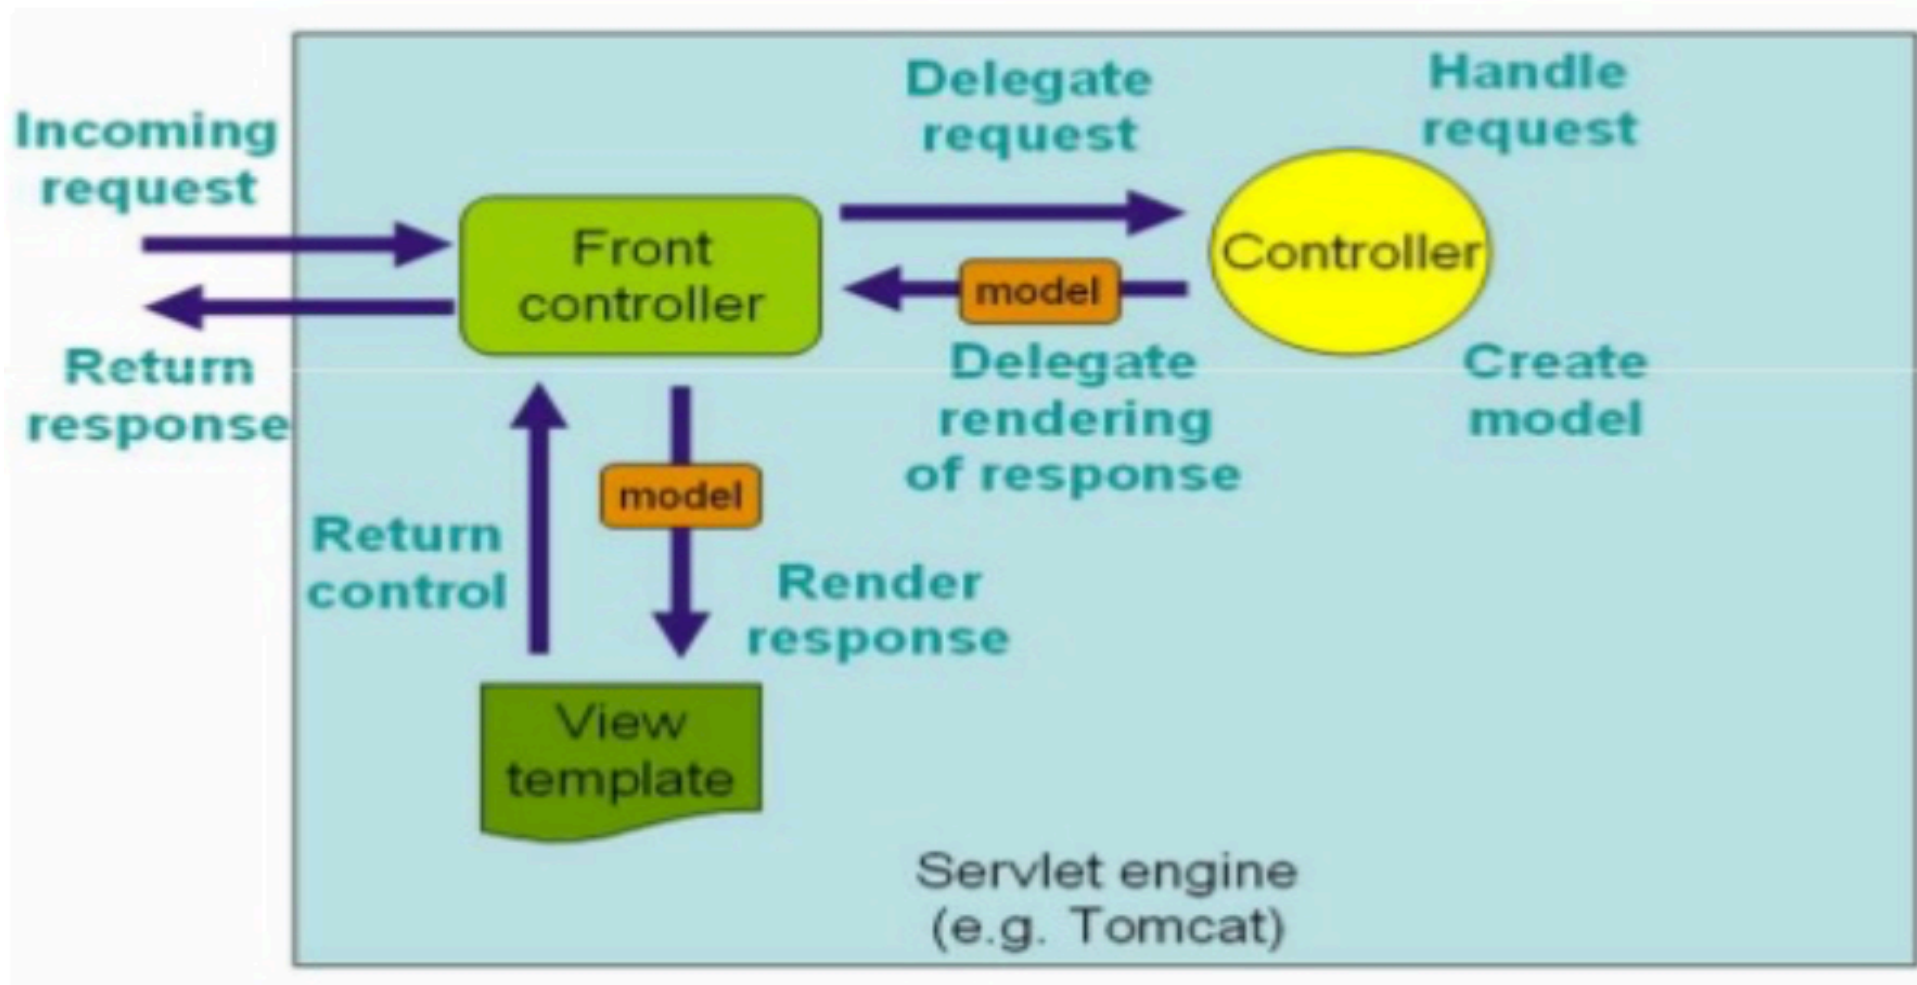 Incoming
request
Return
response
Front
controller
Delegate
request
Handle
request
Controller
model
Delegate
rendering
of response
Create
model
Return
control
model
Render
response
View
template
Servlet engine
(e.g. Tomcat)